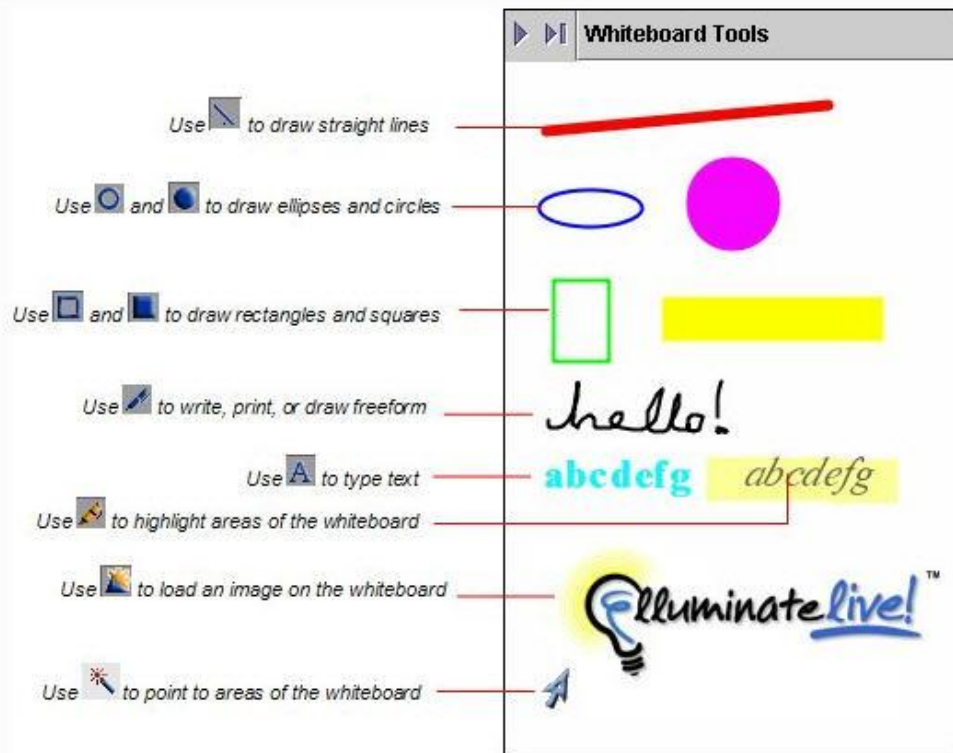 Whiteboard Tools
Use to draw straight lines
Use and to draw ellipses and circles
Use and to draw rectangles and squares
Use to write, print, or draw freeform
hello!
Use A to type text
abcdefg abcdefg
Use to highlight areas of the whiteboard
Use to load an image on the whiteboard
elluminate live! ™
Use to point to areas of the whiteboard